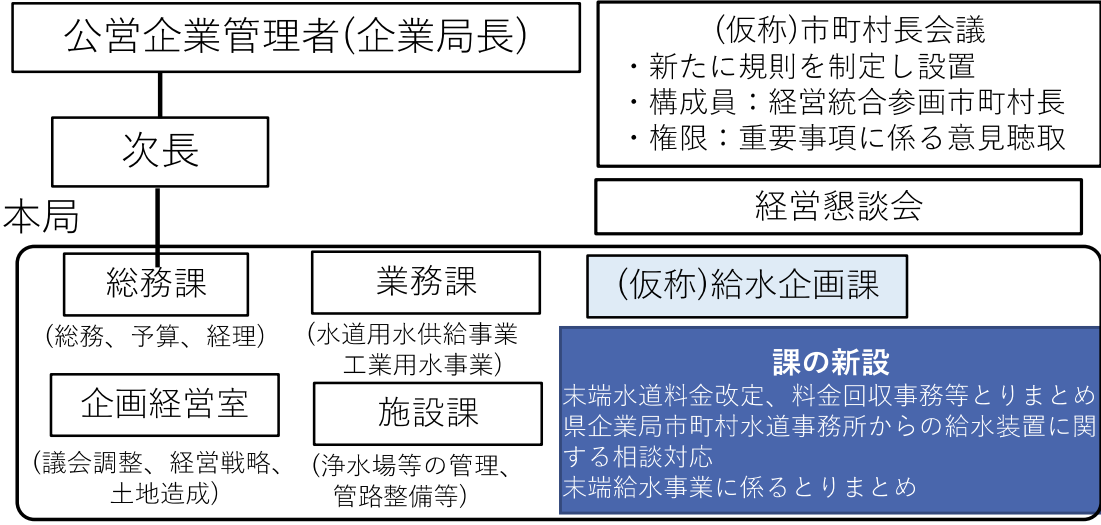 公営企業管理者(企業局長)
次長
(仮称)市町村長会議
・新たに規則を制定し設置
・構成員：経営統合参画市町村長
・権限：重要事項に係る意見聴取
経営懇談会
本局
総務課
(総務、予算、経理)
企画経営室
(議会調整、経営戦略、
土地造成)
業務課
(水道用水供給事業
工業用水事業)
施設課
(浄水場等の管理、
管路整備等)
(仮称)給水企画課
課の新設
末端水道料金改定、料金回収事務等とりまとめ
県企業局市町村水道事務所からの給水装置に関
する相談対応
末端給水事業に係るとりまとめ